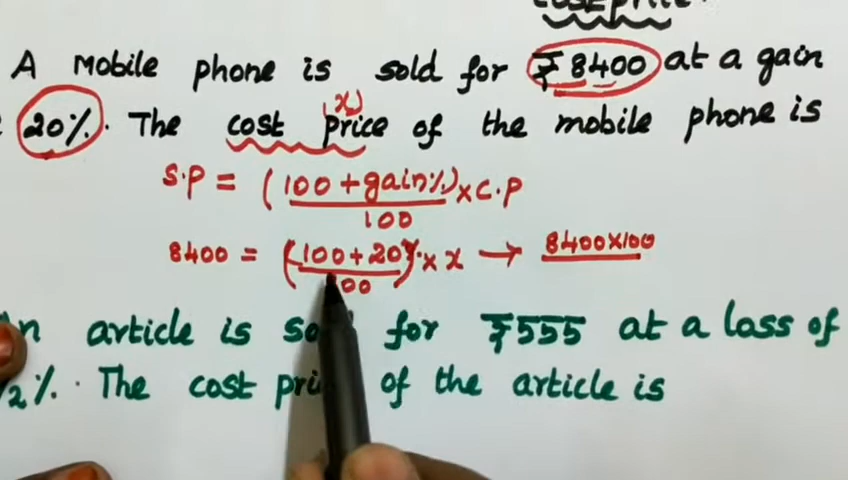 A Mobile phone is sold for ₹8400 at a gain
20%. The cost price of the mobile phone is
(x)
S.P = (100 + gain%)/100 × C.P
8400 = (100 + 20)/100 × x → 8400×100
article is for ₹555 at a loss of
The cost of the article is